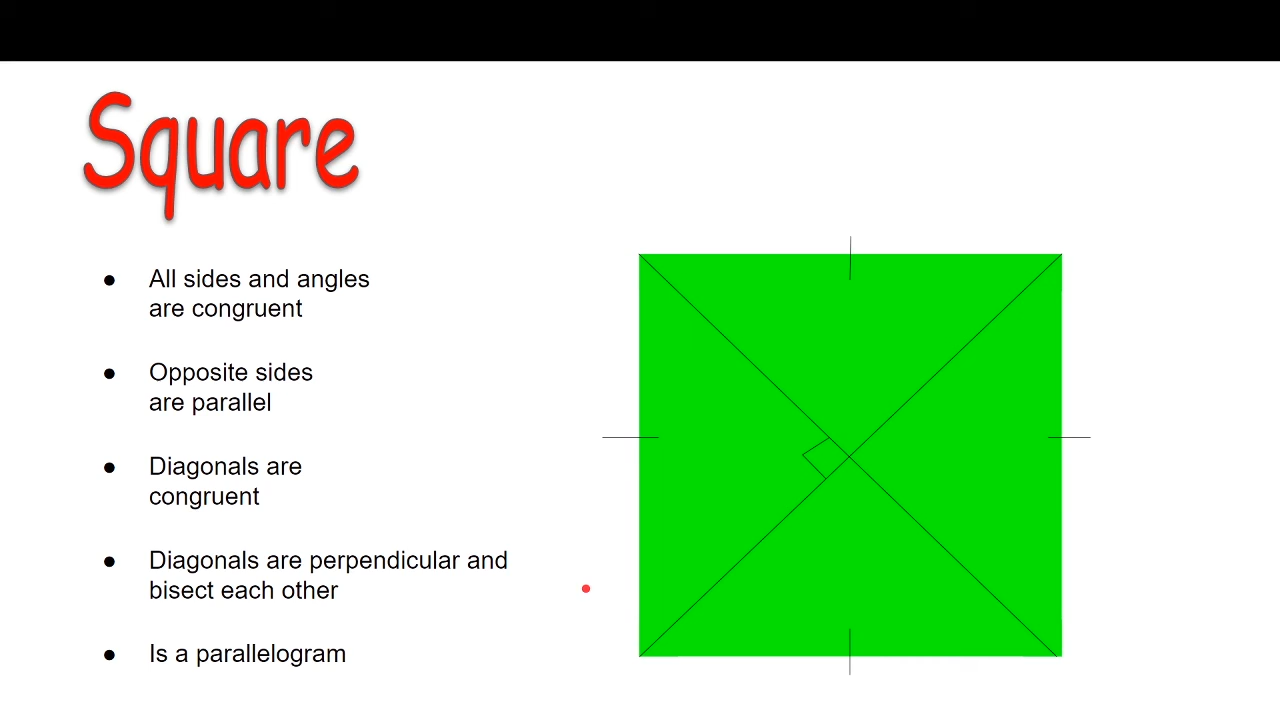 Square
● All sides and angles
are congruent
● Opposite sides
are parallel
● Diagonals are
congruent
● Diagonals are perpendicular and
bisect each other
● Is a parallelogram